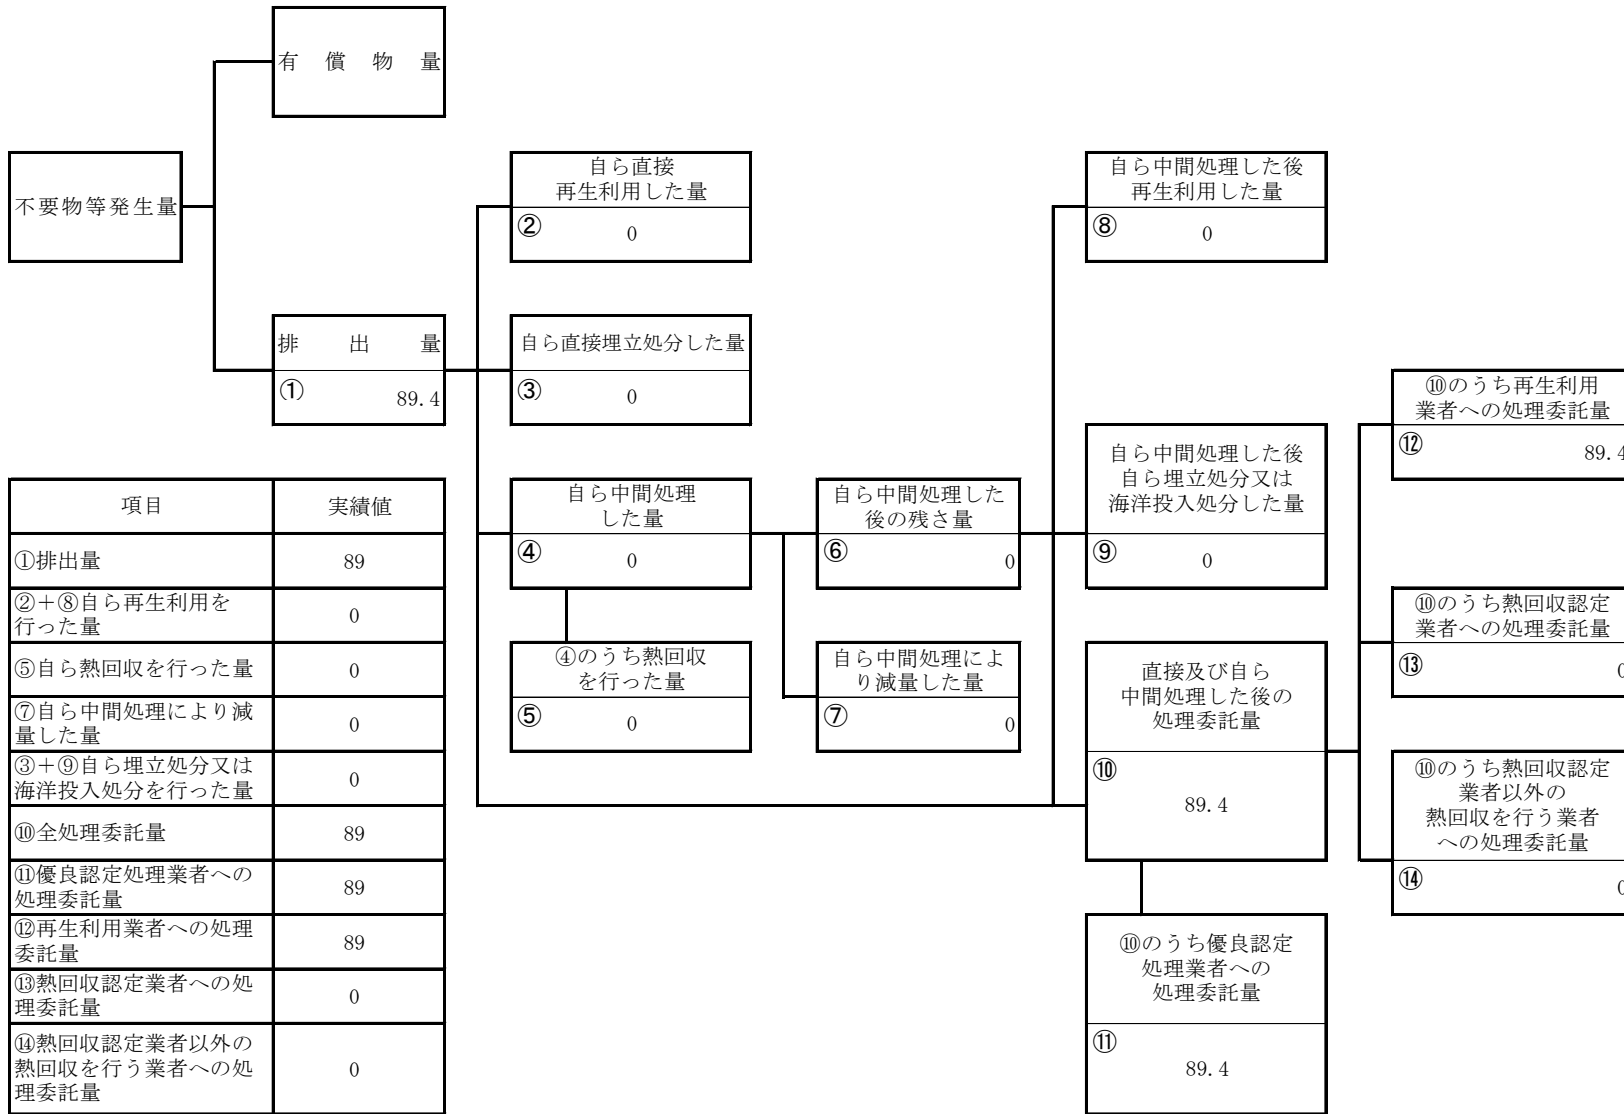 有償物量
不要物等発生量
排出量
①
89.4
自ら直接
再生利用した量
②
0
自ら直接埋立処分した量
③
0
自ら中間処理
した量
④
0
④のうち熱回収
を行った量
⑤
0
自ら中間処理した
後の残さ量
⑥
0
自ら中間処理によ
り減量した量
⑦
0
自ら中間処理した後
再生利用した量
⑧
0
自ら中間処理した後
自ら埋立処分又は
海洋投入処分した量
⑨
0
直接及び自ら
中間処理した後の
処理委託量
⑩
89.4
⑩のうち優良認定
処理業者への
処理委託量
⑪
89.4
⑩のうち再生利用
業者への処理委託量
⑫
89.4
⑩のうち熱回収認定
業者への処理委託量
⑬
0
⑩のうち熱回収認定
業者以外の
熱回収を行う業者
への処理委託量
⑭
0
項目 実績値
①排出量 89
②＋⑧自ら再生利用を
行った量 0
⑤自ら熱回収を行った量 0
⑦自ら中間処理により減
量した量 0
③＋⑨自ら埋立処分又は
海洋投入処分を行った量 0
⑩全処理委託量 89
⑪優良認定処理業者への
処理委託量 89
⑫再生利用業者への処理
委託量 89
⑬熱回収認定業者への処
理委託量 0
⑭熱回収認定業者以外の
熱回収を行う業者への処
理委託量 0